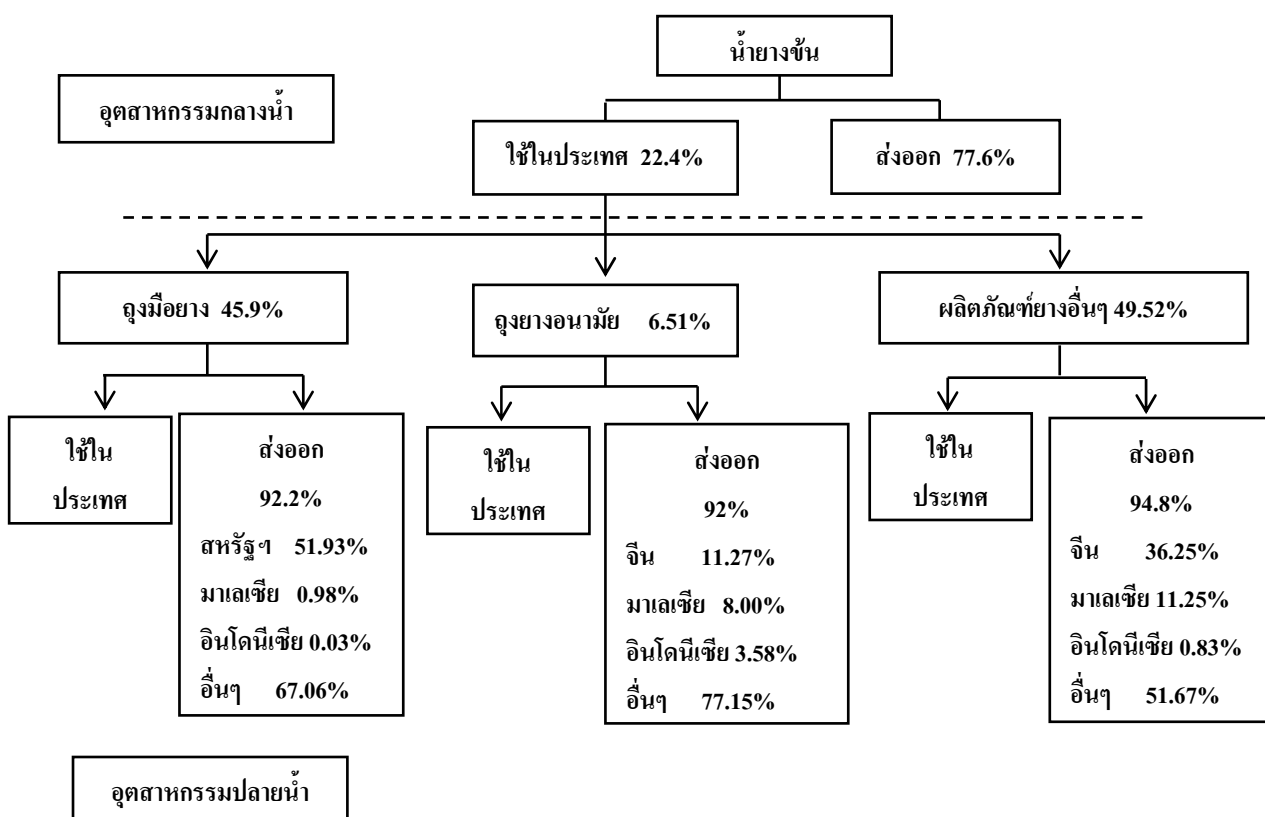 น้ำยางข้น
อุตสาหกรรมกลางน้ำ
ใช้ในประเทศ 22.4%
ส่งออก 77.6%
ถุงมือยาง 45.9%
ถุงยางอนามัย 6.51%
ผลิตภัณฑ์ยางอื่นๆ 49.52%
ใช้ใน
ประเทศ
ส่งออก
92.2%
สหรัฐฯ 51.93%
มาเลเซีย 0.98%
อินโดนีเซีย 0.03%
อื่นๆ 67.06%
ใช้ใน
ประเทศ
ส่งออก
92%
จีน 11.27%
มาเลเซีย 8.00%
อินโดนีเซีย 3.58%
อื่นๆ 77.15%
ใช้ใน
ประเทศ
ส่งออก
94.8%
จีน 36.25%
มาเลเซีย 11.25%
อินโดนีเซีย 0.83%
อื่นๆ 51.67%
อุตสาหกรรมปลายน้ำ